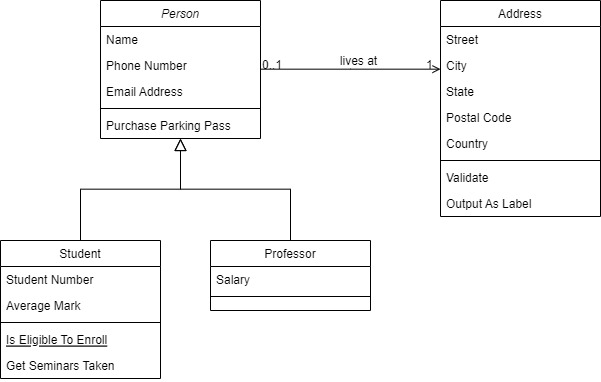 Person
Name
Phone Number
Email Address
Purchase Parking Pass
0..1
lives at
1
Address
Street
City
State
Postal Code
Country
Validate
Output As Label
Student
Student Number
Average Mark
Is Eligible To Enroll
Get Seminars Taken
Professor
Salary